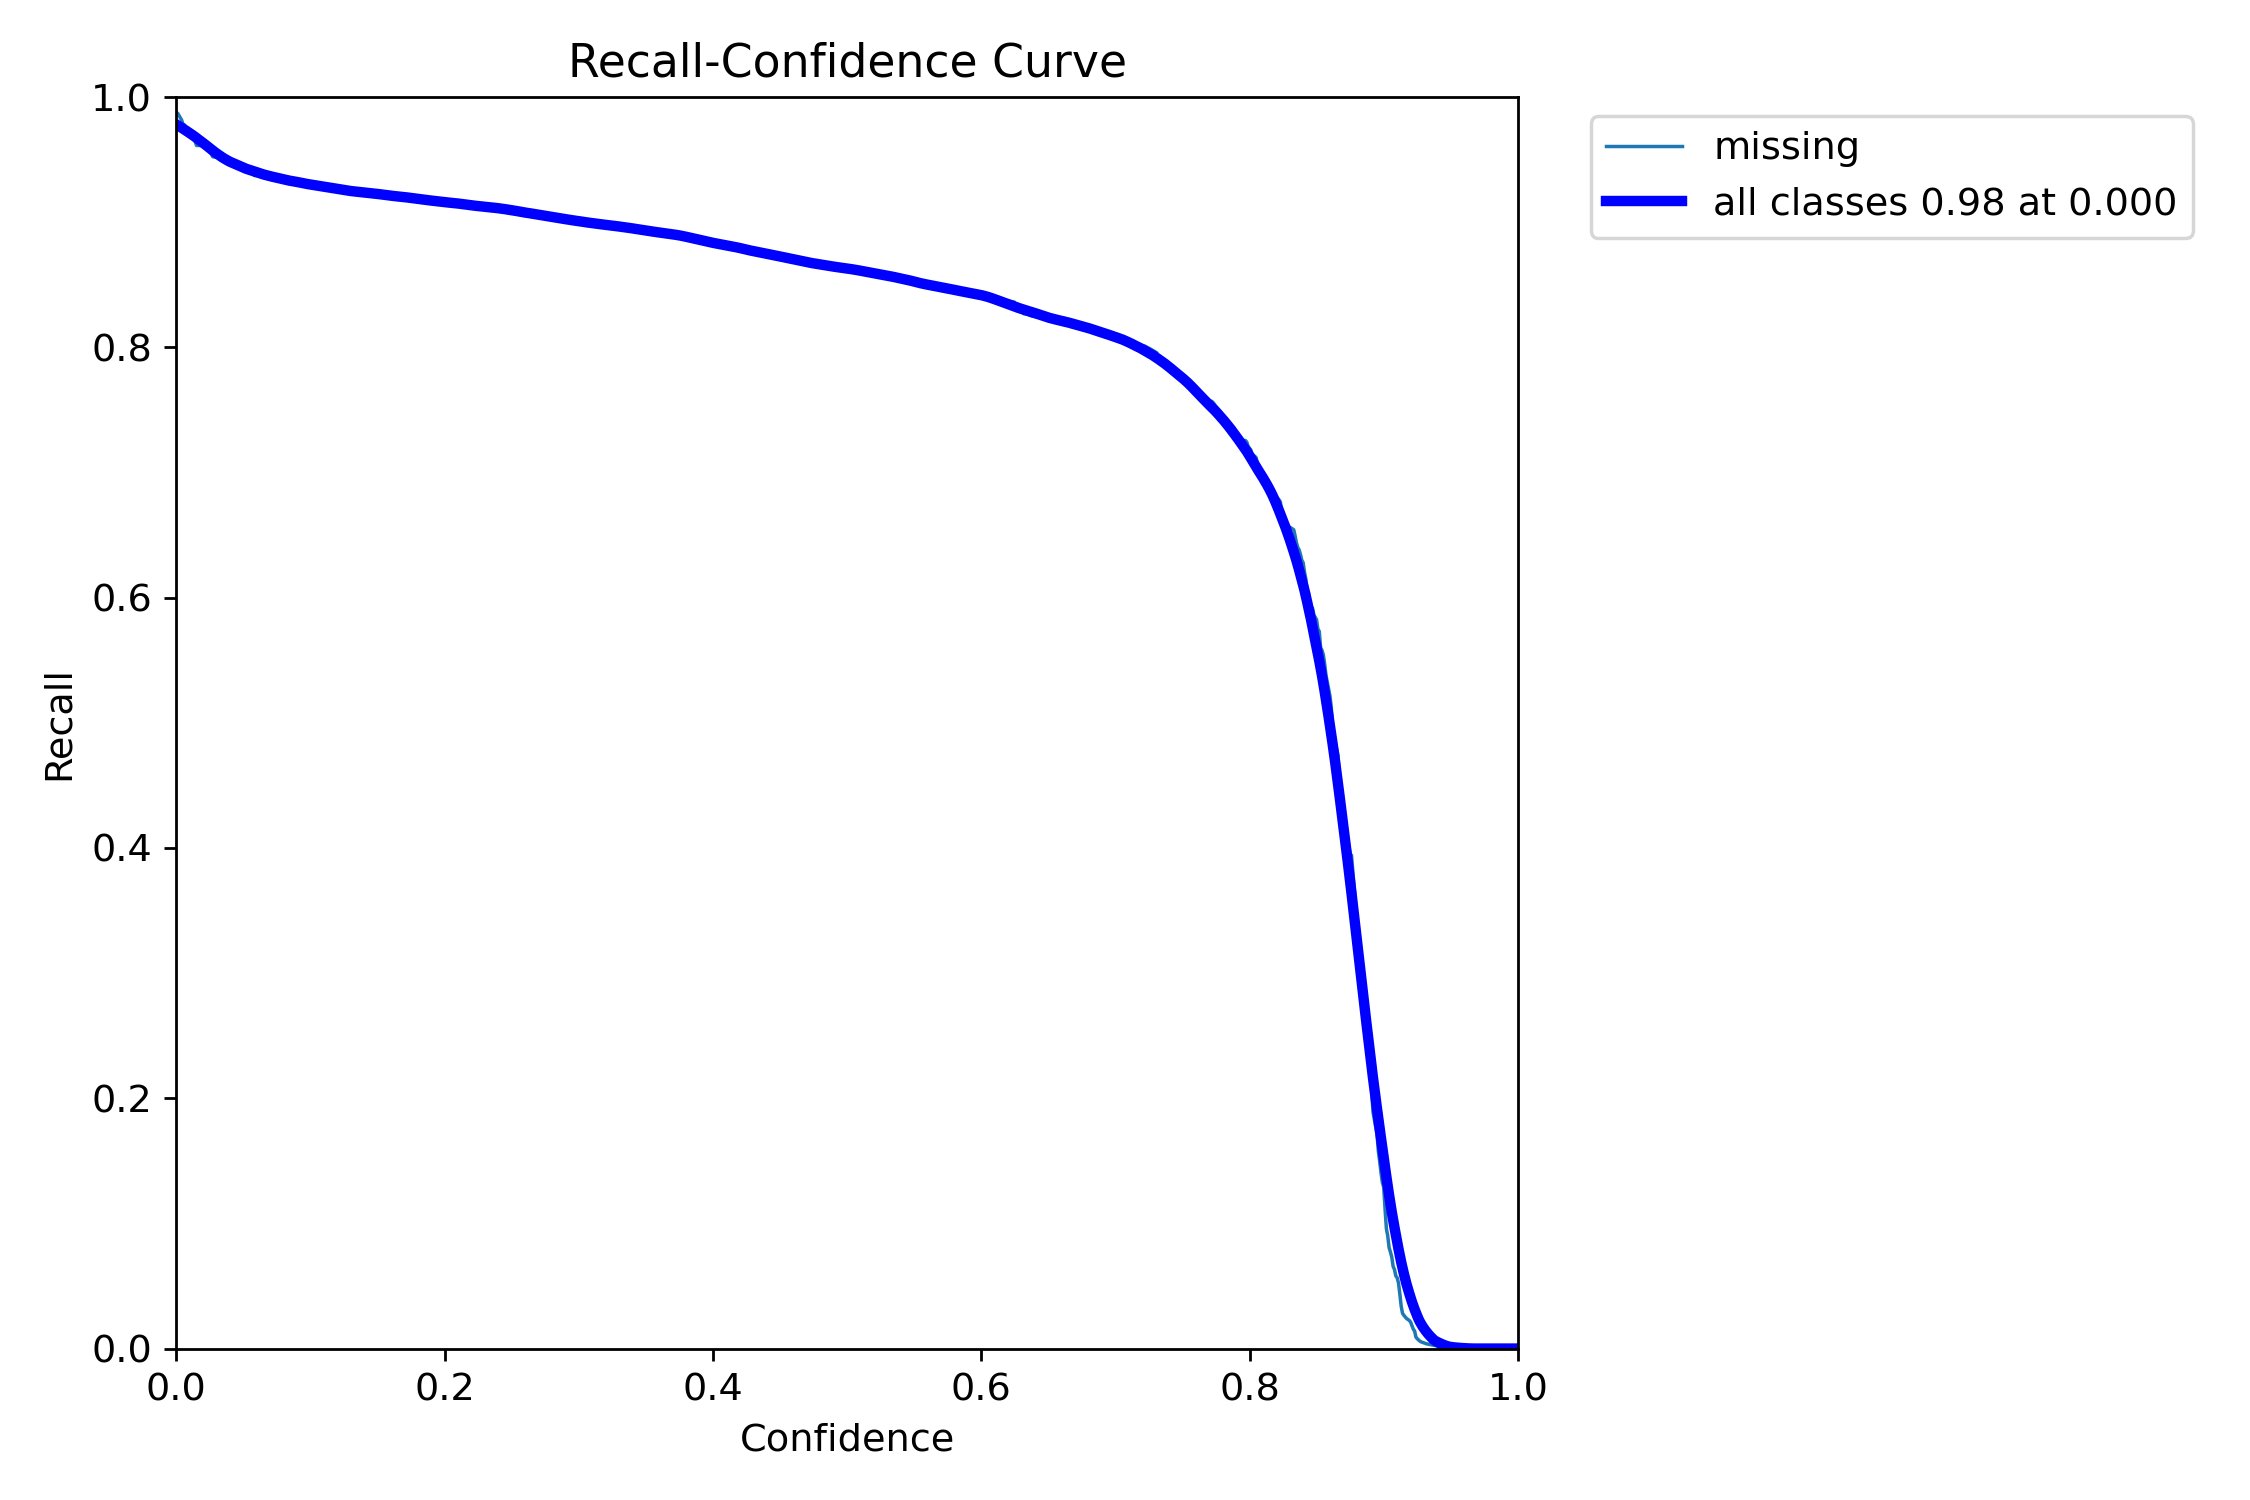 Recall-Confidence Curve
1.0
0.8
0.6
0.4
0.2
0.0
Recall
0.0 0.2 0.4 0.6 0.8 1.0
Confidence
missing
all classes 0.98 at 0.000